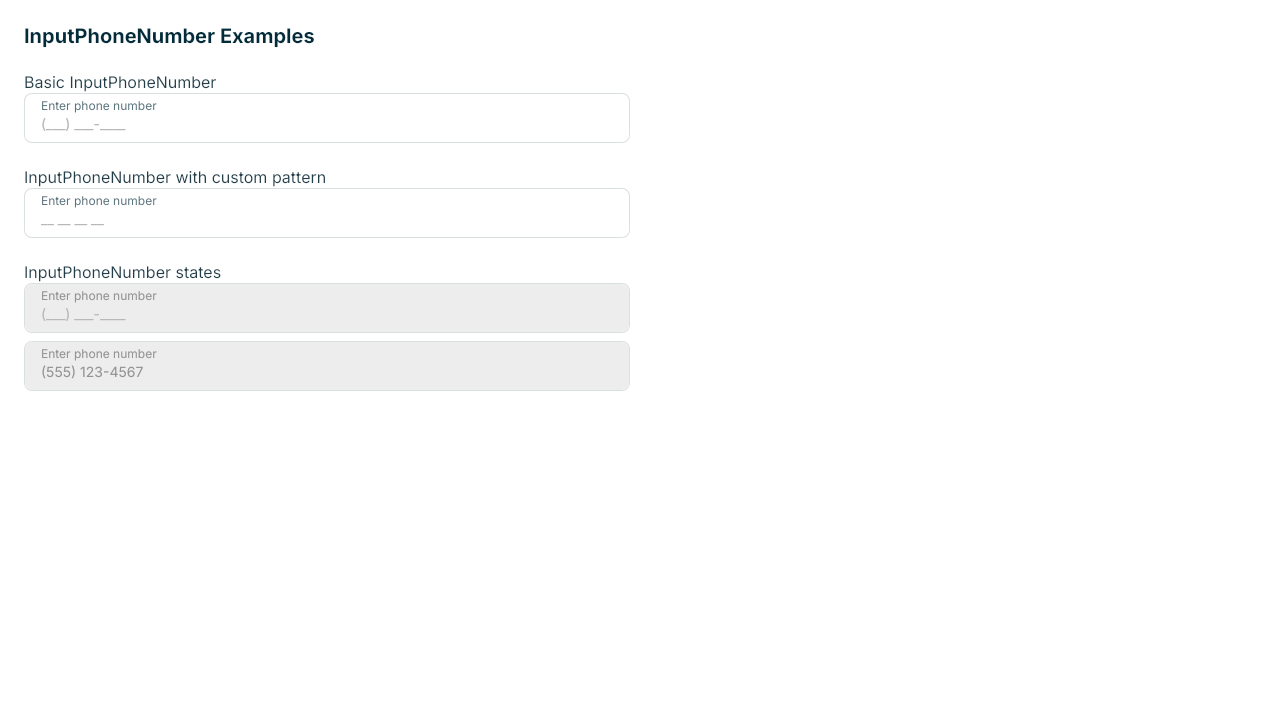 InputPhoneNumber Examples
Basic InputPhoneNumber
Enter phone number
(___) ___-____
InputPhoneNumber with custom pattern
Enter phone number
__ __ __ __
InputPhoneNumber states
Enter phone number
(___) ___-____
Enter phone number
(555) 123-4567